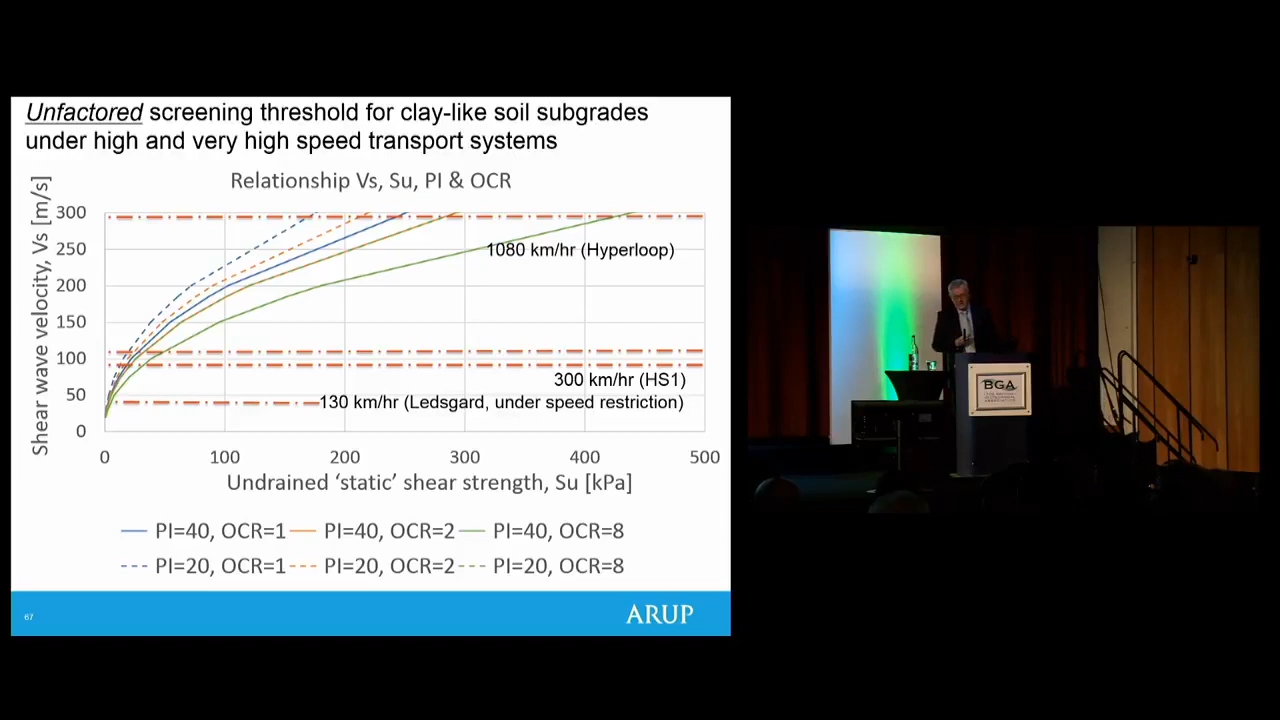 Unfactored screening threshold for clay-like soil subgrades
under high and very high speed transport systems
Relationship Vs, Su, PI & OCR
Shear wave velocity, Vs [m/s]
300
250
200
150
100
50
0
1080 km/hr (Hyperloop)
300 km/hr (HS1)
130 km/hr (Ledsgard, under speed restriction)
0 100 200 300 400 500
Undrained ‘static’ shear strength, Su [kPa]
PI=40, OCR=1 PI=40, OCR=2 PI=40, OCR=8
PI=20, OCR=1 PI=20, OCR=2 PI=20, OCR=8
67
ARUP
BGA